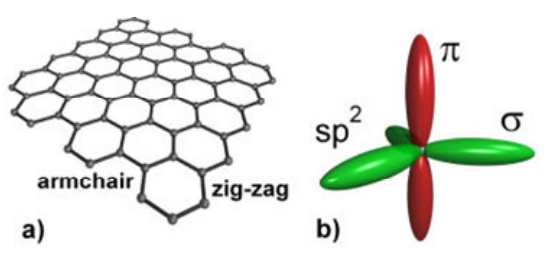 armchair
zig-zag
a)
π
sp²
σ
b)